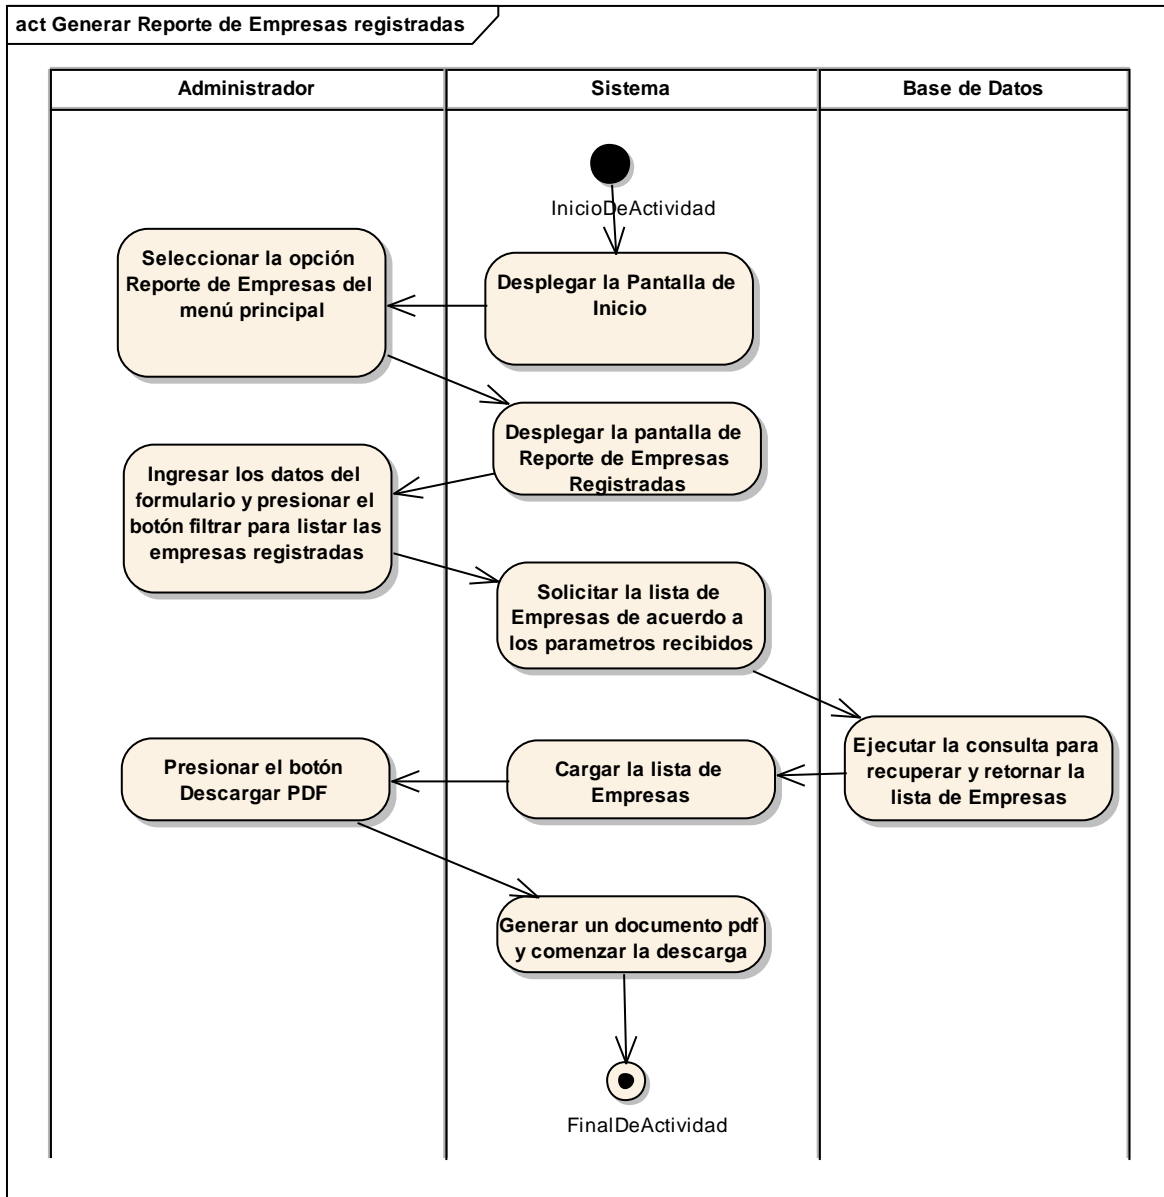 act Generar Reporte de Empresas registradas
Administrador
Sistema
Base de Datos
InicioDeActividad
Seleccionar la opción
Reporte de Empresas del
menú principal
Desplegar la Pantalla de
Inicio
Desplegar la pantalla de
Reporte de Empresas
Registradas
Ingresar los datos del
formulario y presionar el
botón filtrar para listar las
empresas registradas
Solicitar la lista de
Empresas de acuerdo a
los parametros recibidos
Ejecutar la consulta para
recuperar y retornar la
lista de Empresas
Cargar la lista de
Empresas
Presionar el botón
Descargar PDF
Generar un documento pdf
y comenzar la descarga
FinalDeActividad